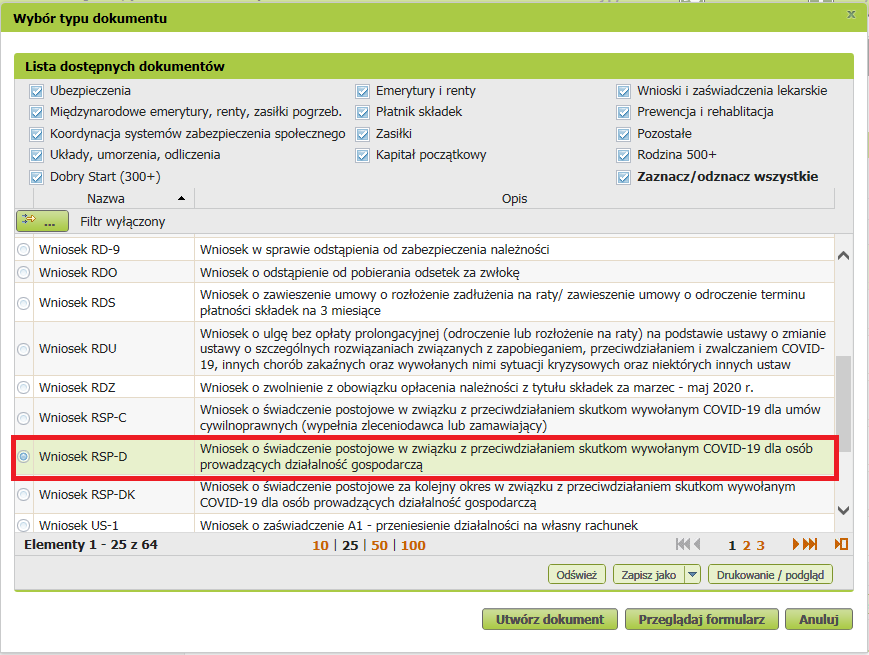 Wybór typu dokumentu
Lista dostępnych dokumentów
Ubezpieczenia
Emerytury i renty
Wnioski i zaświadczenia lekarskie
Międzynarodowe emerytury, renty, zasiłki pogrzeb.
Płatnik składek
Prewencja i rehabilitacja
Koordynacja systemów zabezpieczenia społecznego
Zasiłki
Pozostałe
Układy, umorzenia, odliczenia
Kapitał początkowy
Rodzina 500+
Dobry Start (300+)
Zaznacz/odznacz wszystkie
Nazwa
Opis
...
Filtr wyłączony
Wniosek RD-9
Wniosek w sprawie odstąpienia od zabezpieczenia należności
Wniosek RDO
Wniosek o odstąpienie od pobierania odsetek za zwłokę
Wniosek RDS
Wniosek o zawieszenie umowy o rozłożenie zadłużenia na raty/ zawieszenie umowy o odroczenie terminu
płatności składek na 3 miesiące
Wniosek RDU
Wniosek o ulgę bez opłaty prolongacyjnej (odroczenie lub rozłożenie na raty) na podstawie ustawy o zmianie
ustawy o szczególnych rozwiązaniach związanych z zapobieganiem, przeciwdziałaniem i zwalczaniem COVID-
19, innych chorób zakaźnych oraz wywołanych nimi sytuacji kryzysowych oraz niektórych innych ustaw
Wniosek RDZ
Wniosek o zwolnienie z obowiązku opłacenia należności z tytułu składek za marzec - maj 2020 r.
Wniosek RSP-C
Wniosek o świadczenie postojowe w związku z przeciwdziałaniem skutkom wywołanym COVID-19 dla umów
cywilnoprawnych (wypełnia zleceniodawca lub zamawiający)
Wniosek RSP-D
Wniosek o świadczenie postojowe w związku z przeciwdziałaniem skutkom wywołanym COVID-19 dla osób
prowadzących działalność gospodarczą
Wniosek RSP-DK
Wniosek o świadczenie postojowe za kolejny okres w związku z przeciwdziałaniem skutkom wywołanym
COVID-19 dla osób prowadzących działalność gospodarczą
Wniosek US-1
Wniosek o zaświadczenie A1 - przeniesienie działalności na własny rachunek
Elementy 1 - 25 z 64
10 | 25 | 50 | 100
1 2 3
Odśwież
Zapisz jako
Drukowanie / podgląd
Utwórz dokument
Przeglądaj formularz
Anuluj